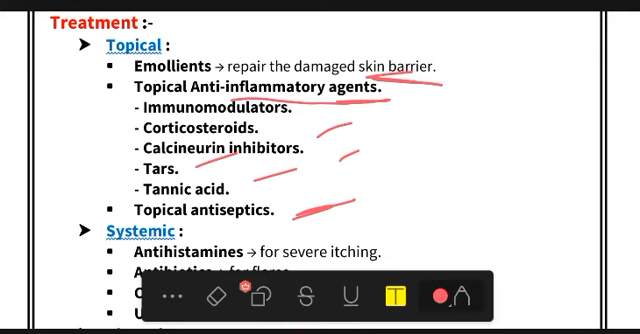 Treatment :-
➤ Topical :
▪ Emollients → repair the damaged skin barrier.
▪ Topical Anti-inflammatory agents.
- Immunomodulators.
- Corticosteroids.
- Calcineurin inhibitors.
- Tars.
- Tannic acid.
▪ Topical antiseptics.
➤ Systemic :
▪ Antihistamines → for severe itching.